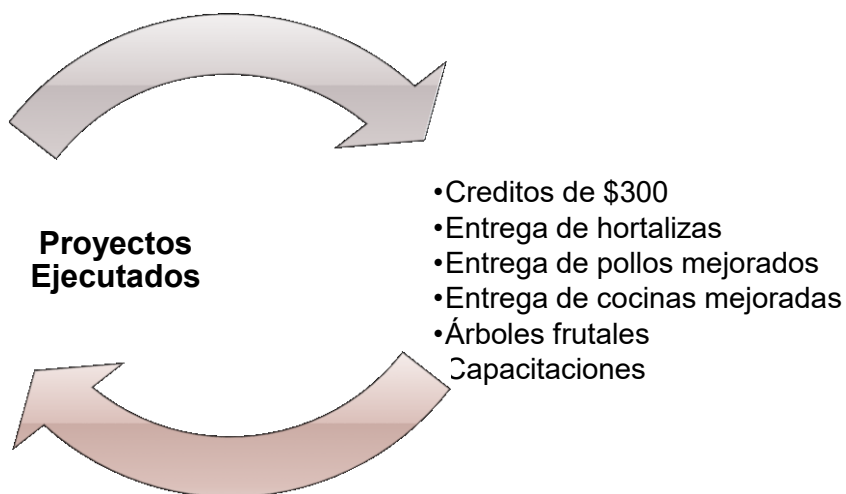 Proyectos
Ejecutados
•Creditos de $300
•Entrega de hortalizas
•Entrega de pollos mejorados
•Entrega de cocinas mejoradas
•Árboles frutales
Capacitaciones